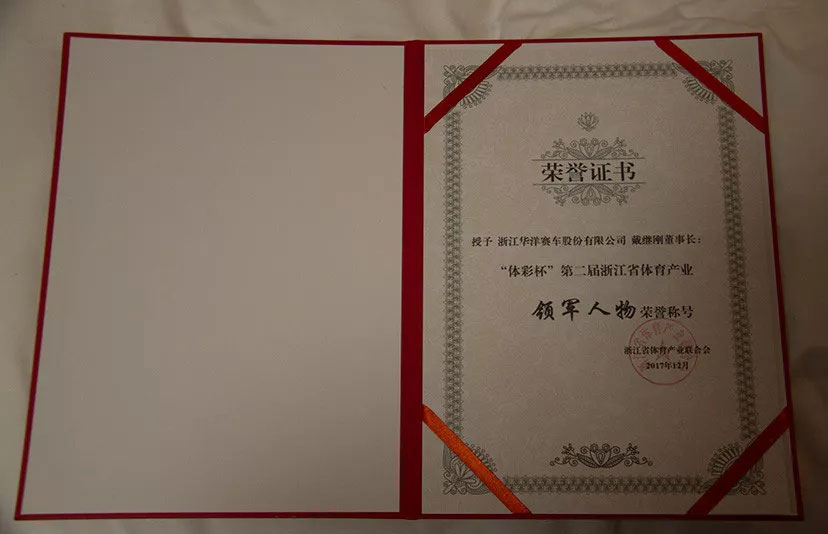 荣誉证书
授予 浙江华洋赛车股份有限公司 戴继刚董事长：
“体彩杯”第二届浙江省体育产业
领军人物荣誉称号
浙江省体育产业联合会
2017年12月